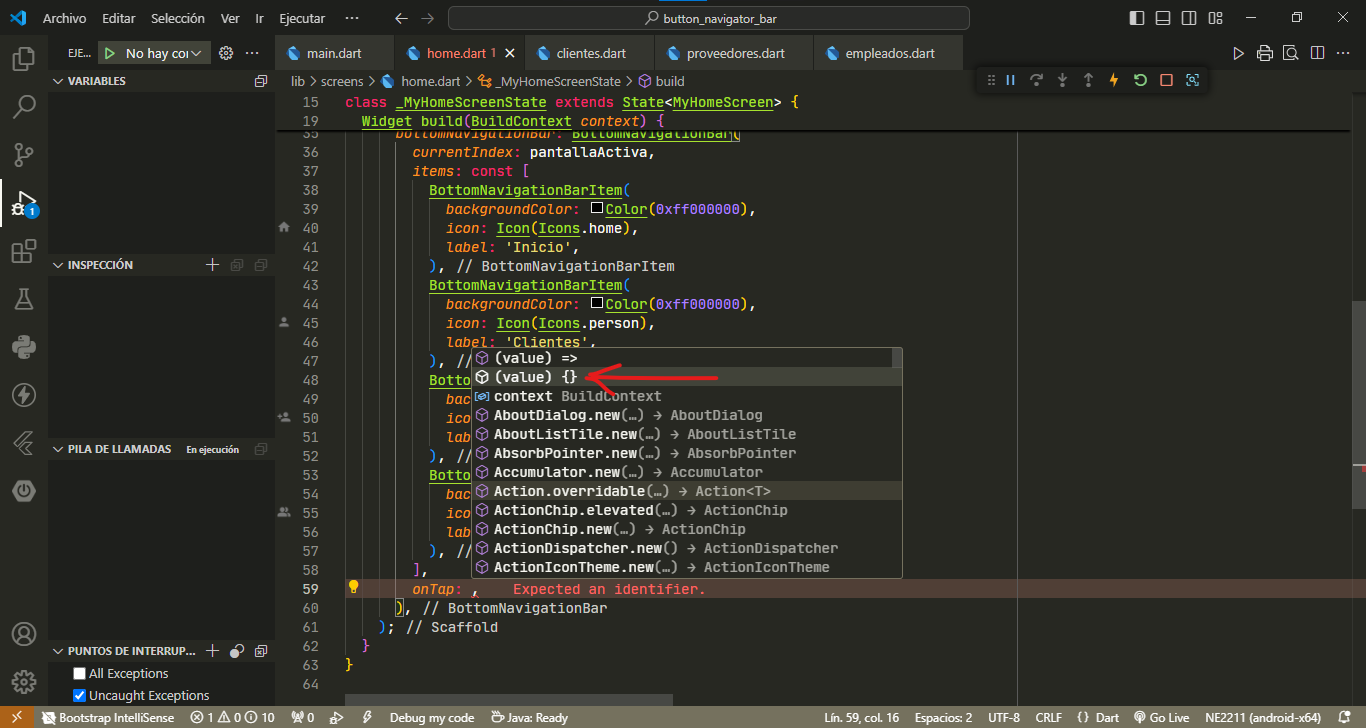 Archivo Editar Selección Ver Ir Ejecutar ··· button_navigator_bar
EJE... No hay coı ···
main.dart home.dart 1 clientes.dart proveedores.dart empleados.dart
VARIABLES
lib > screens > home.dart > _MyHomeScreenState > build
15 class _MyHomeScreenState extends State<MyHomeScreen> {
19 Widget build(BuildContext context) {
35 bottomNavigationBar: BottomNavigationBar(
36 currentIndex: pantallaActiva,
37 items: const [
38 BottomNavigationBarItem(
39 backgroundColor: Color(0xff000000),
40 icon: Icon(Icons.home),
41 label: 'Inicio',
42 ), // BottomNavigationBarItem
43 BottomNavigationBarItem(
44 backgroundColor: Color(0xff000000),
45 icon: Icon(Icons.person),
46 label: 'Clientes',
47 ), //
48 Botto
49 bac
50 ico
51 lab
52 ), //
53 Botto
54 bac
55 ico
56 lab
57 ), //
58 ],
59 onTap: , Expected an identifier.
60 ), // BottomNavigationBar
61 ); // Scaffold
62 }
63 }
64
(value) =>
(value) {}
context BuildContext
AboutDialog.new(…) → AboutDialog
AboutListTile.new(…) → AboutListTile
AbsorbPointer.new(…) → AbsorbPointer
Accumulator.new(…) → Accumulator
Action.overridable(…) → Action<T>
ActionChip.elevated(…) → ActionChip
ActionChip.new(…) → ActionChip
ActionDispatcher.new() → ActionDispatcher
ActionIconTheme.new(…) → ActionIconTheme
1
INSPECCIÓN
PILA DE LLAMADAS En ejecución
PUNTOS DE INTERRUP...
All Exceptions
Uncaught Exceptions
Bootstrap IntelliSense 1 0 10 0 Debug my code Java: Ready Lín. 59, col. 16 Espacios: 2 UTF-8 CRLF {} Dart Go Live NE2211 (android-x64)